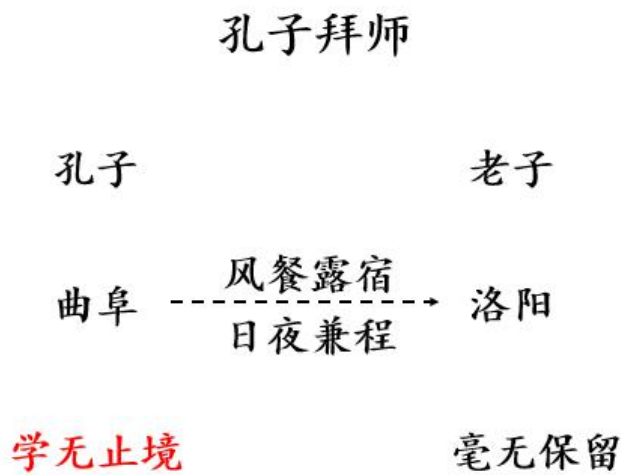 孔子拜师
孔子 老子
风餐露宿
曲阜 洛阳
日夜兼程
学无止境 毫无保留